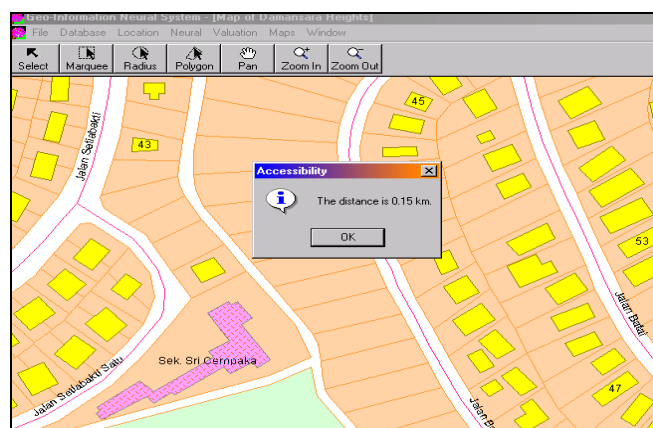 Geo-Information Neural System - [Map of Damansara Heights]
File Database Location Neural Valuation Maps Window
Select Marquee Radius Polygon Pan Zoom In Zoom Out
45
Jalan Setiabakti
43
Accessibility
The distance is 0.15 km.
OK
53
Jalan Batai
Sek. Sri Cempaka
Jalan Setiabakti Satu
47
Jalan Batai